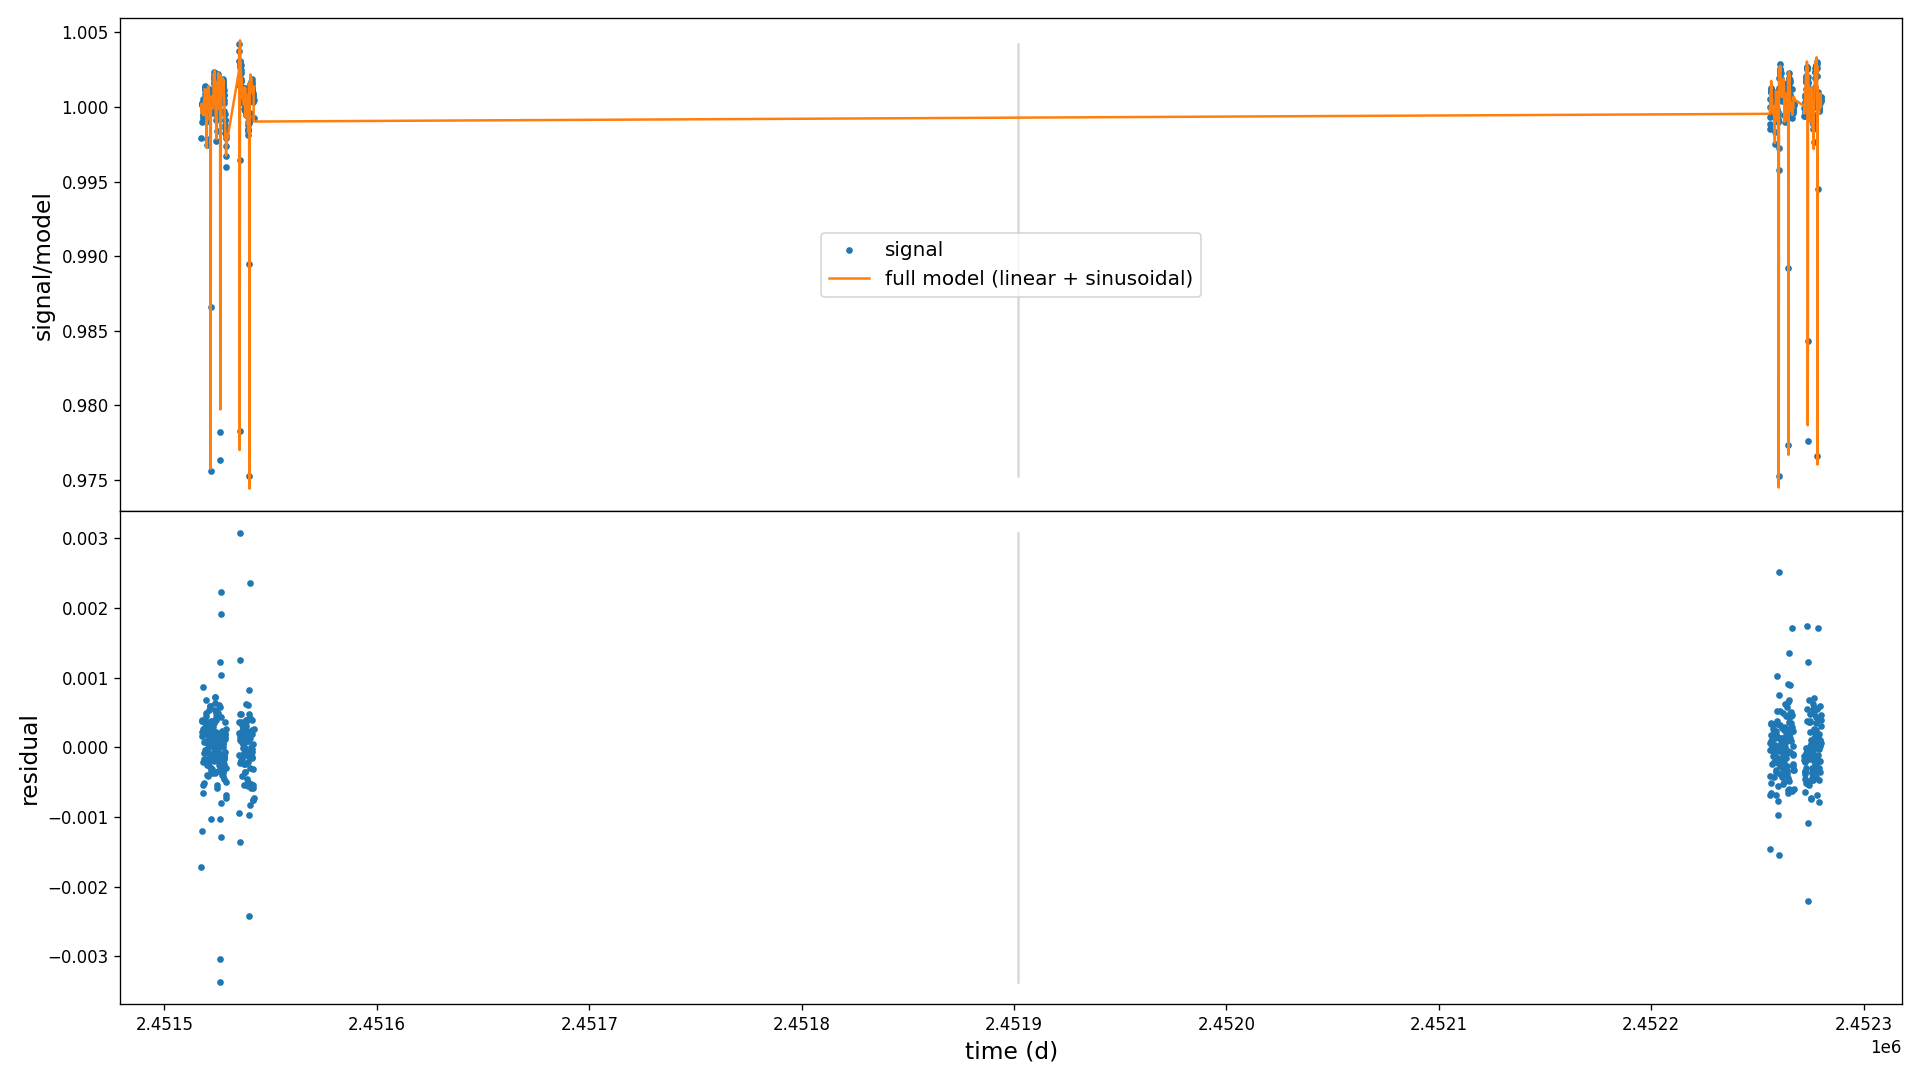 1.005
1.000
0.995
0.990
0.985
0.980
0.975
signal/model
signal
full model (linear + sinusoidal)
0.003
0.002
0.001
0.000
−0.001
−0.002
−0.003
residual
2.4515 2.4516 2.4517 2.4518 2.4519 2.4520 2.4521 2.4522 2.4523
1e6
time (d)